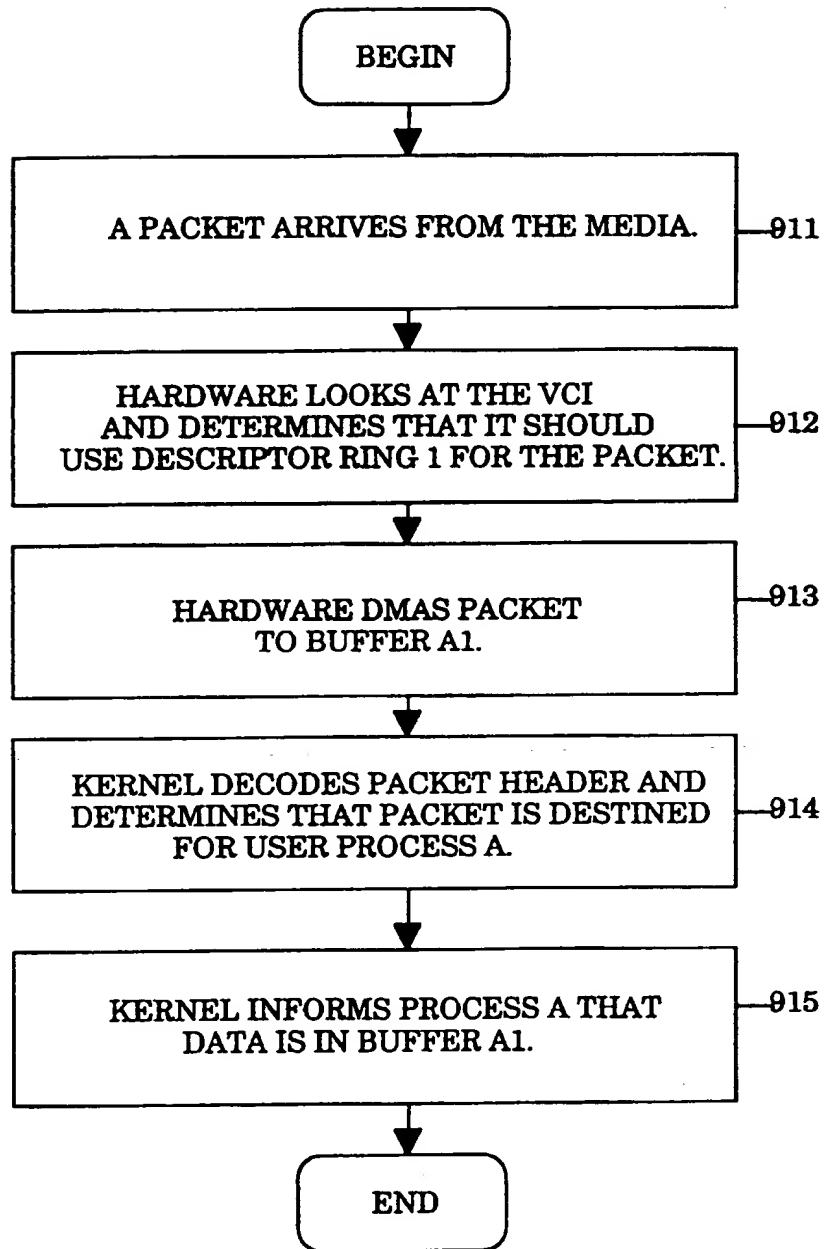 BEGIN
A PACKET ARRIVES FROM THE MEDIA.
911
HARDWARE LOOKS AT THE VCI
AND DETERMINES THAT IT SHOULD
USE DESCRIPTOR RING 1 FOR THE PACKET.
912
HARDWARE DMAS PACKET
TO BUFFER A1.
913
KERNEL DECODES PACKET HEADER AND
DETERMINES THAT PACKET IS DESTINED
FOR USER PROCESS A.
914
KERNEL INFORMS PROCESS A THAT
DATA IS IN BUFFER A1.
915
END